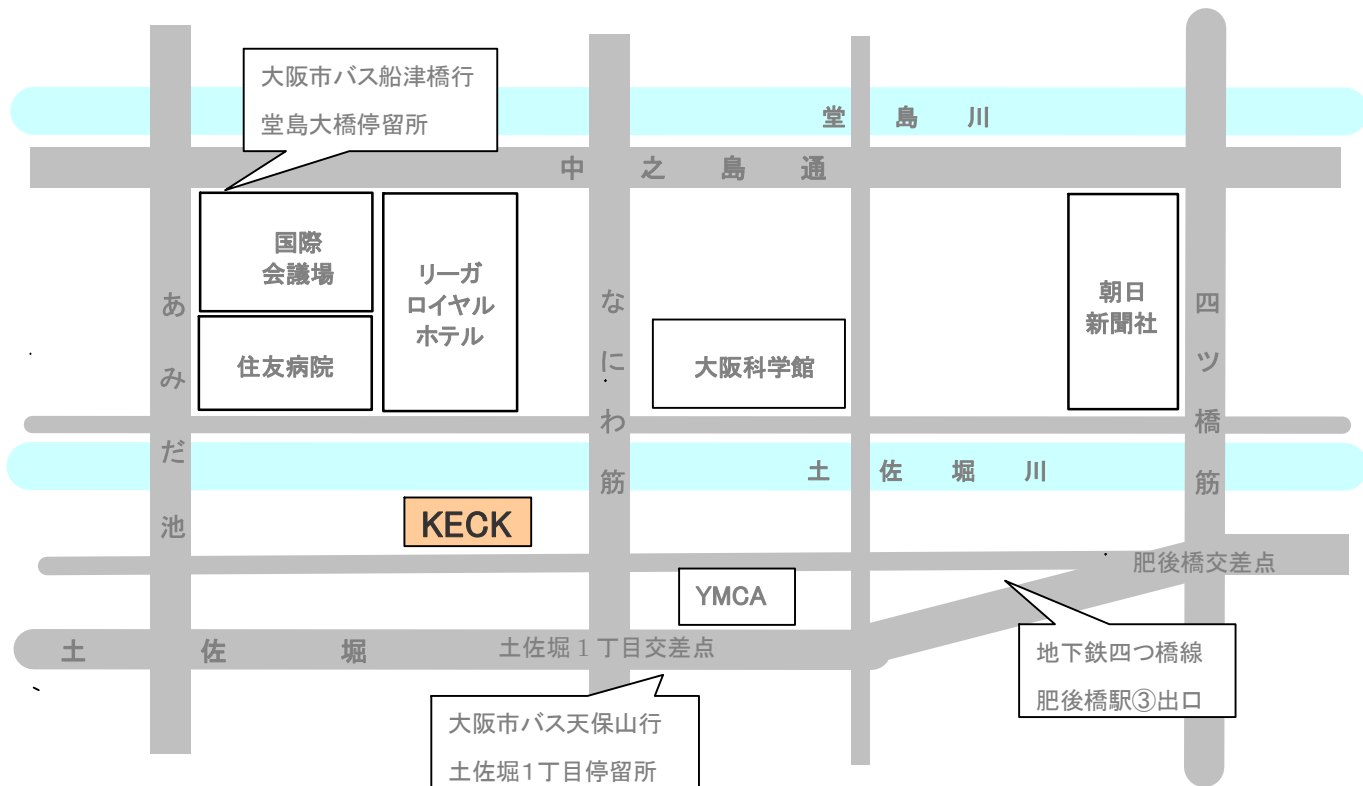 大阪市バス船津橋行
堂島大橋停留所
堂島川
中之島通
国際
会議場
リーガ
ロイヤル
ホテル
住友病院
あみだ池
なにわ筋
大阪科学館
朝日
新聞社
四ツ橋筋
土佐堀川
KECK
肥後橋交差点
YMCA
土佐堀
土佐堀1丁目交差点
地下鉄四つ橋線
肥後橋駅③出口
大阪市バス天保山行
土佐堀1丁目停留所